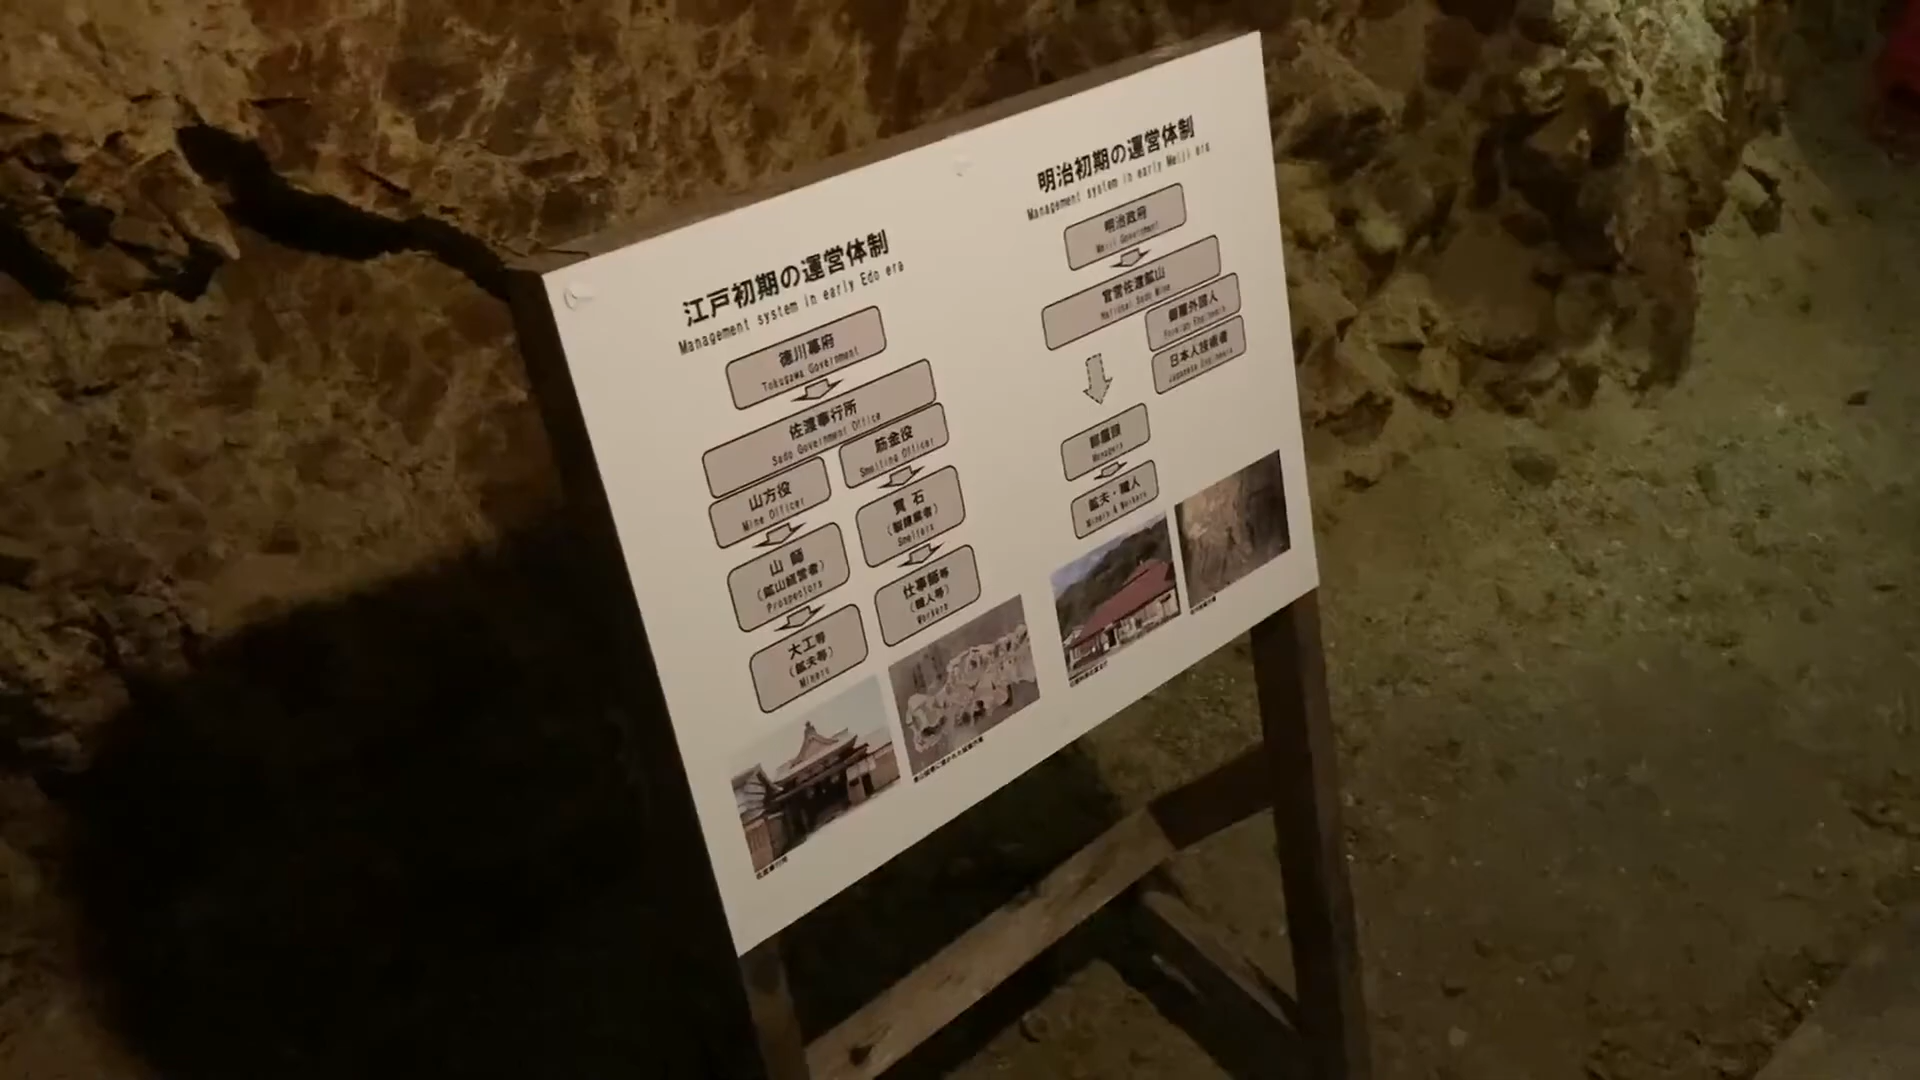 江戸初期の運営体制
Management system in early Edo era
徳川幕府
Tokugawa Government
佐渡奉行所
Sado Government Office
山方役
Mine Officer
山師
(鉱山経営者)
Prospectors
大工等
(鉱夫等)
Miners
筋金役
Smelting Officer
買石
(製錬業者)
Smelters
仕事師等
(職人等)
Workers
佐渡奉行所
明治初期の運営体制
Management system in early Meiji era
明治政府
Meiji Government
官営佐渡鉱山
National Sado Mine
御雇外国人
Foreign Engineers
日本人技術者
Japanese Engineers
Managers
鉱夫・職人
Miners & Workers